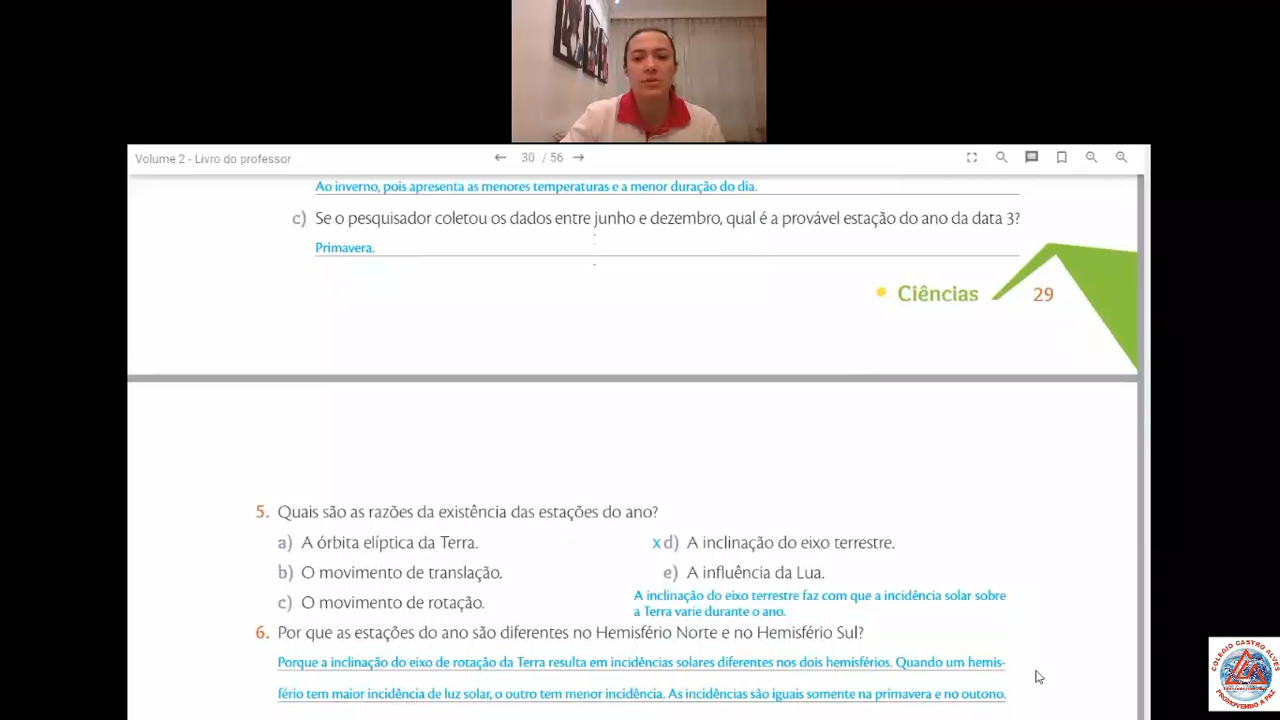 Volume 2 - Livro do professor
30 / 56
Ao inverno, pois apresenta as menores temperaturas e a menor duração do dia.
c) Se o pesquisador coletou os dados entre junho e dezembro, qual é a provável estação do ano da data 3?
Primavera.
Ciências 29
5. Quais são as razões da existência das estações do ano?
a) A órbita elíptica da Terra.
b) O movimento de translação.
c) O movimento de rotação.
x d) A inclinação do eixo terrestre.
e) A influência da Lua.
A inclinação do eixo terrestre faz com que a incidência solar sobre
a Terra varie durante o ano.
6. Por que as estações do ano são diferentes no Hemisfério Norte e no Hemisfério Sul?
Porque a inclinação do eixo de rotação da Terra resulta em incidências solares diferentes nos dois hemisférios. Quando um hemis-
fério tem maior incidência de luz solar, o outro tem menor incidência. As incidências são iguais somente na primavera e no outono.
COLÉGIO CASTRO ALVES